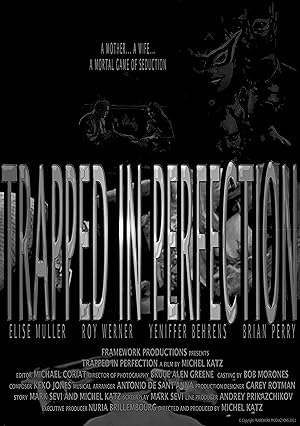 A MOTHER... A WIFE...
A MORTAL GAME OF SEDUCTION
TRAPPED IN PERFECTION
ELISE MULLER ROY WERNER YENIFFER BEHRENS BRIAN PERRY
FRAMEWORK PRODUCTIONS PRESENTS
TRAPPED IN PERFECTION A FILM BY MICHEL KATZ
EDITOR MICHAEL CORIAT DIRECTOR OF PHOTOGRAPHY BRUCE ALEN GREENE CASTING BY BOB MORONES
COMPOSER KEKO JONES MUSICAL ARRANGER ANTONIO DE SANT'ANNA PRODUCTION DESIGNER CAREY ROTMAN
STORY MARK SEVI AND MICHEL KATZ SCREENPLAY MARK SEVI LINE PRODUCER ANDREY PRIKAZCHIKOV
EXECUTIVE PRODUCER NURIA BRILLEMBOURG DIRECTED AND PRODUCED BY MICHEL KATZ
© Copyright FRAMEWORK PRODUCTIONS